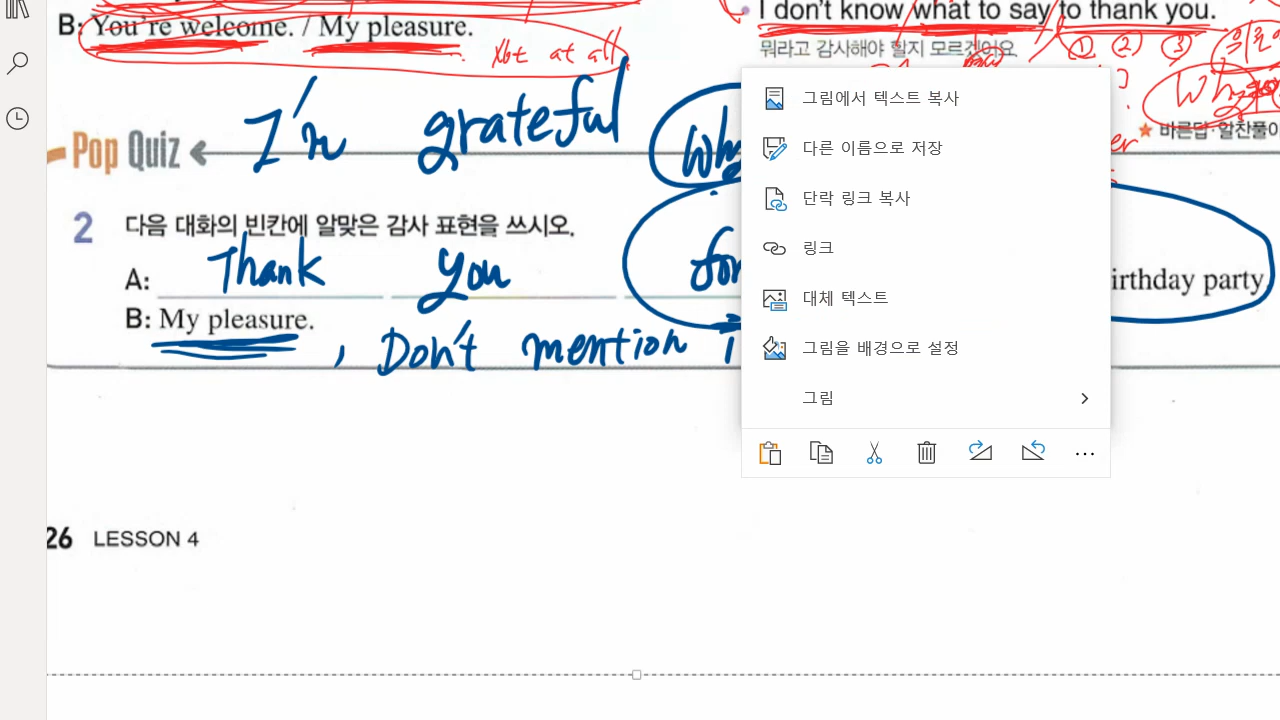 B: You're welcome. / My pleasure.
Not at all.
I don't know what to say to thank you.
뭐라고 감사해야 할지 모르겠어요.
① ② ③
바른답·알찬풀이
I'm grateful
Pop Quiz
2 다음 대화의 빈칸에 알맞은 감사 표현을 쓰시오.
A: Thank you for
irthday party.
B: My pleasure.
, Don't mention
그림에서 텍스트 복사
다른 이름으로 저장
단락 링크 복사
링크
대체 텍스트
그림을 배경으로 설정
그림
26 LESSON 4